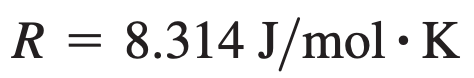 R = 8.314 J/mol · K